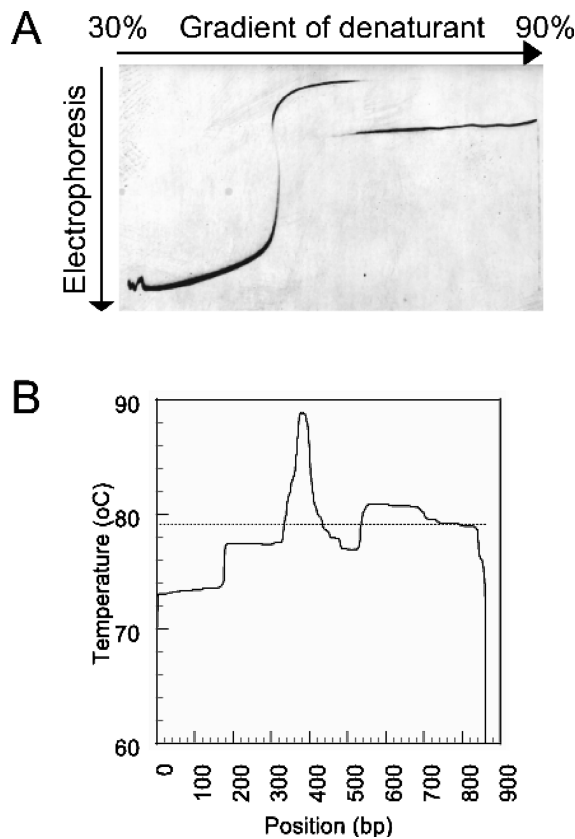 A
30% Gradient of denaturant 90%
Electrophoresis
B
Temperature (oC)
90
80
70
60
0 100 200 300 400 500 600 700 800 900
Position (bp)